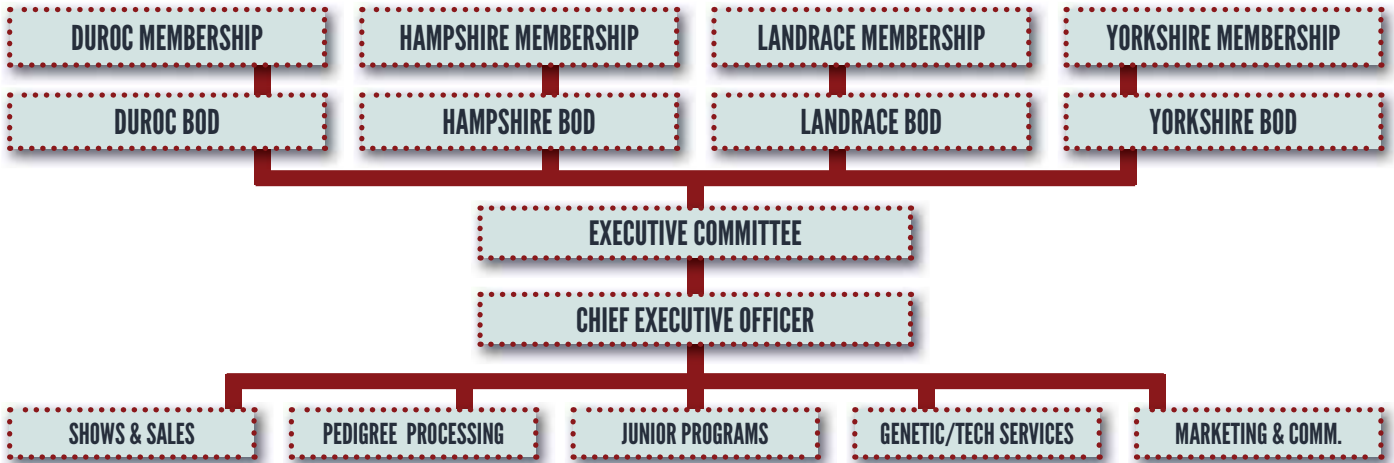 DUROC MEMBERSHIP
HAMPSHIRE MEMBERSHIP
LANDRACE MEMBERSHIP
YORKSHIRE MEMBERSHIP
DUROC BOD
HAMPSHIRE BOD
LANDRACE BOD
YORKSHIRE BOD
EXECUTIVE COMMITTEE
CHIEF EXECUTIVE OFFICER
SHOWS & SALES
PEDIGREE PROCESSING
JUNIOR PROGRAMS
GENETIC/TECH SERVICES
MARKETING & COMM.